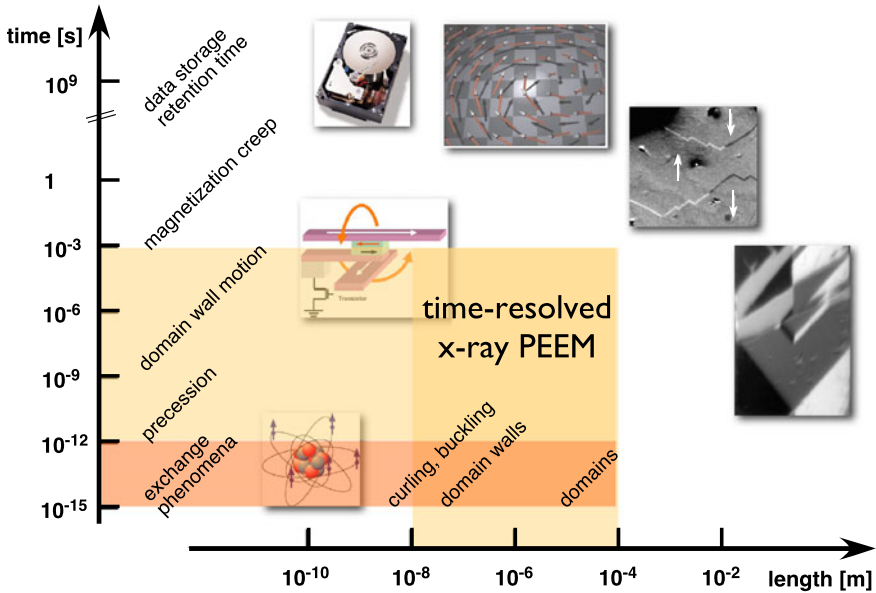 time [s]
10⁹
1
10⁻³
10⁻⁶
10⁻⁹
10⁻¹²
10⁻¹⁵
data storage
retention time
magnetization creep
domain wall motion
precession
exchange
phenomena
Transistor
time-resolved
x-ray PEEM
curling, buckling
domain walls
domains
10⁻¹⁰
10⁻⁸
10⁻⁶
10⁻⁴
10⁻²
length [m]